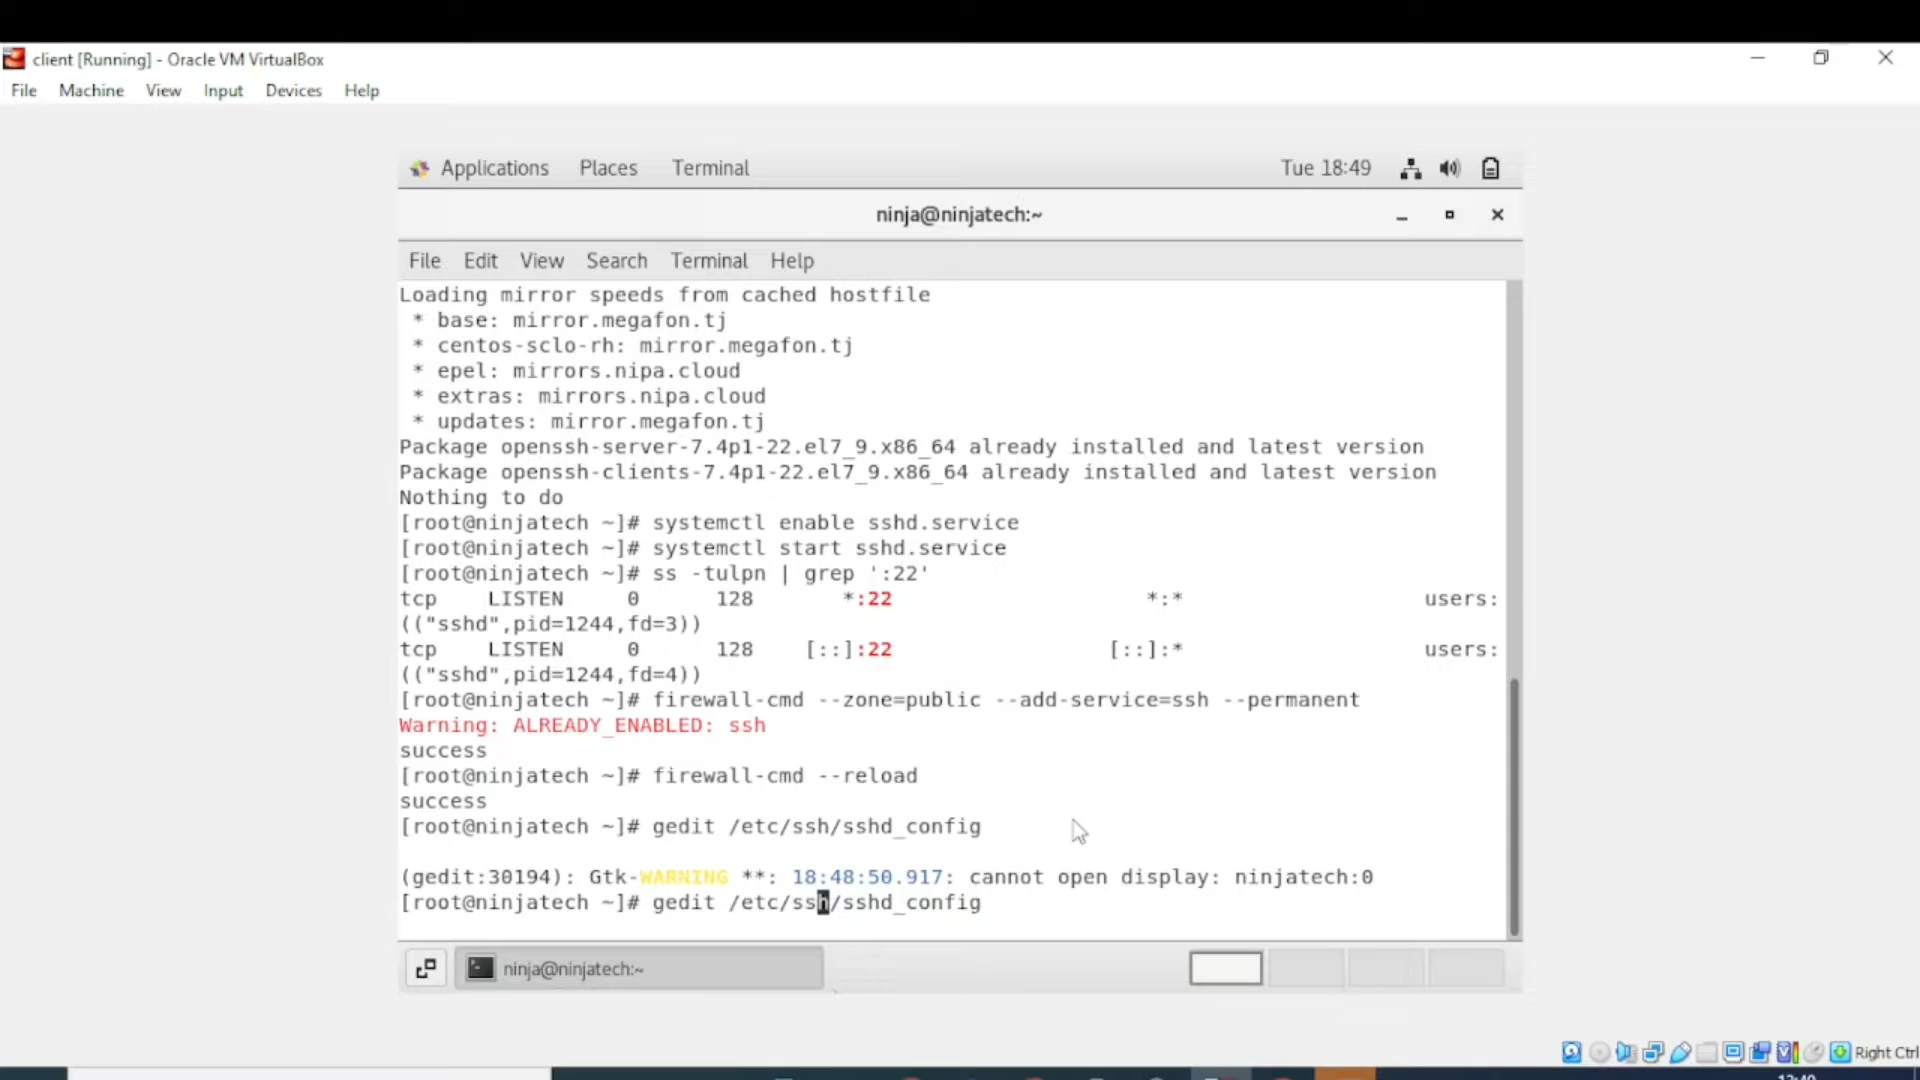 client [Running] - Oracle VM VirtualBox
File Machine View Input Devices Help
Applications Places Terminal Tue 18:49
ninja@ninjatech:~
File Edit View Search Terminal Help
Loading mirror speeds from cached hostfile
* base: mirror.megafon.tj
* centos-sclo-rh: mirror.megafon.tj
* epel: mirrors.nipa.cloud
* extras: mirrors.nipa.cloud
* updates: mirror.megafon.tj
Package openssh-server-7.4p1-22.el7_9.x86_64 already installed and latest version
Package openssh-clients-7.4p1-22.el7_9.x86_64 already installed and latest version
Nothing to do
[root@ninjatech ~]# systemctl enable sshd.service
[root@ninjatech ~]# systemctl start sshd.service
[root@ninjatech ~]# ss -tulpn | grep ':22'
tcp LISTEN 0 128 *:22 *:* users:
(("sshd",pid=1244,fd=3))
tcp LISTEN 0 128 [::]:22 [::]:* users:
(("sshd",pid=1244,fd=4))
[root@ninjatech ~]# firewall-cmd --zone=public --add-service=ssh --permanent
Warning: ALREADY_ENABLED: ssh
success
[root@ninjatech ~]# firewall-cmd --reload
success
[root@ninjatech ~]# gedit /etc/ssh/sshd_config
(gedit:30194): Gtk-WARNING **: 18:48:50.917: cannot open display: ninjatech:0
[root@ninjatech ~]# gedit /etc/ssh/sshd_config
ninja@ninjatech:~
Right Ctrl